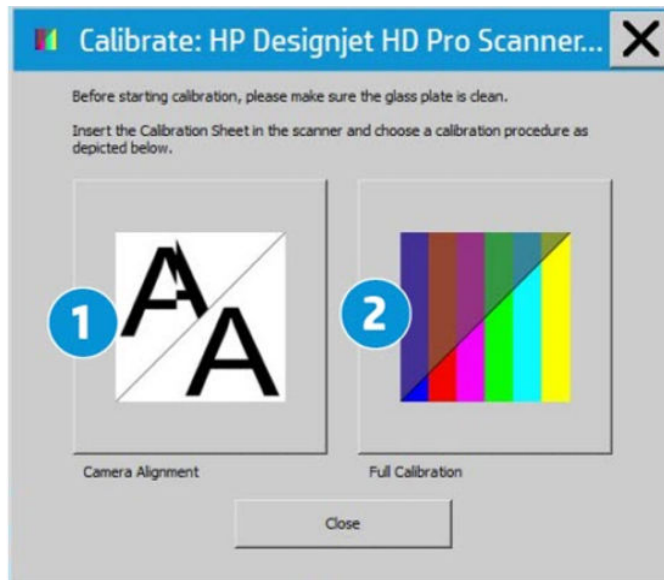 Calibrate: HP Designjet HD Pro Scanner...
Before starting calibration, please make sure the glass plate is clean.
Insert the Calibration Sheet in the scanner and choose a calibration procedure as
depicted below.
1
A
A
2
Camera Alignment
Full Calibration
Close